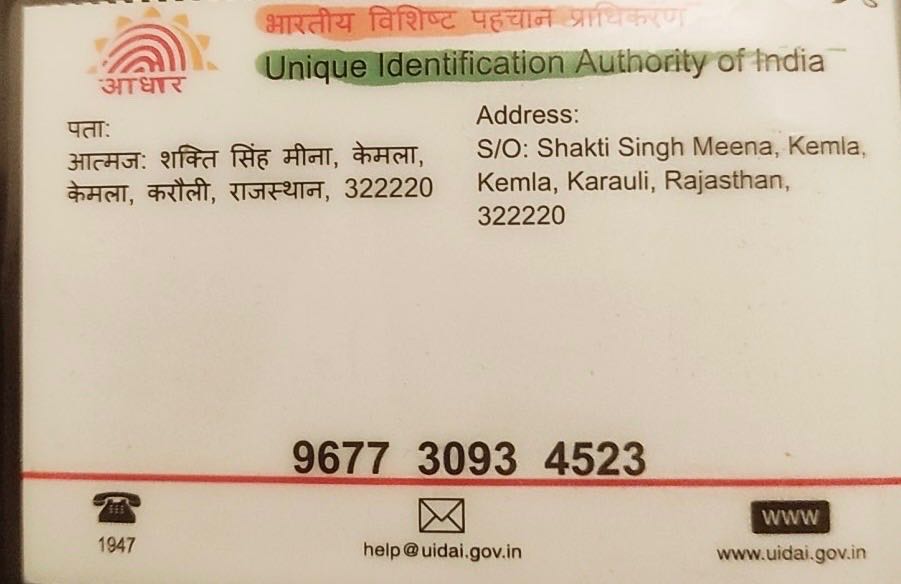 भारतीय विशिष्ट पहचान प्राधिकरण
Unique Identification Authority of India
आधार
पता:
आत्मज: शक्ति सिंह मीना, केमला,
केमला, करौली, राजस्थान, 322220
Address:
S/O: Shakti Singh Meena, Kemla,
Kemla, Karauli, Rajasthan,
322220
9677 3093 4523
1947
help@uidai.gov.in
WWW
www.uidai.gov.in